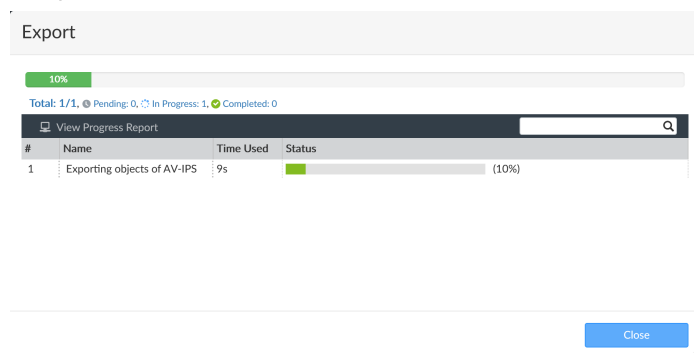 Export
10%
Total: 1/1, Pending: 0, In Progress: 1, Completed: 0
View Progress Report
# Name Time Used Status
1 Exporting objects of AV-IPS 9s (10%)
Close